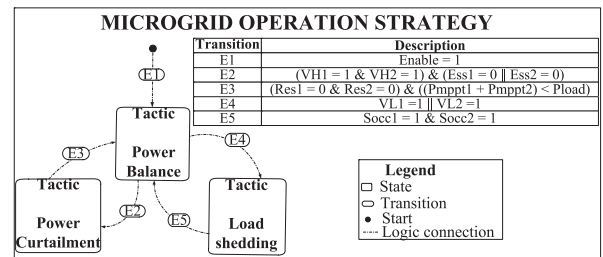 MICROGRID OPERATION STRATEGY
Transition Description
E1 Enable = 1
E2 (VH1 = 1 & VH2 = 1) & (Ess1 = 0 || Ess2 = 0)
E3 (Res1 = 0 & Res2 = 0) & ((Pmppt1 + Pmppt2) < Pload)
E4 VL1 =1 || VL2 =1
E5 Socc1 = 1 & Socc2 = 1
E1
Tactic
Power
Balance
E3
E4
Tactic
Power
Curtailment
E2
E5
Tactic
Load
shedding
Legend
State
Transition
Start
Logic connection